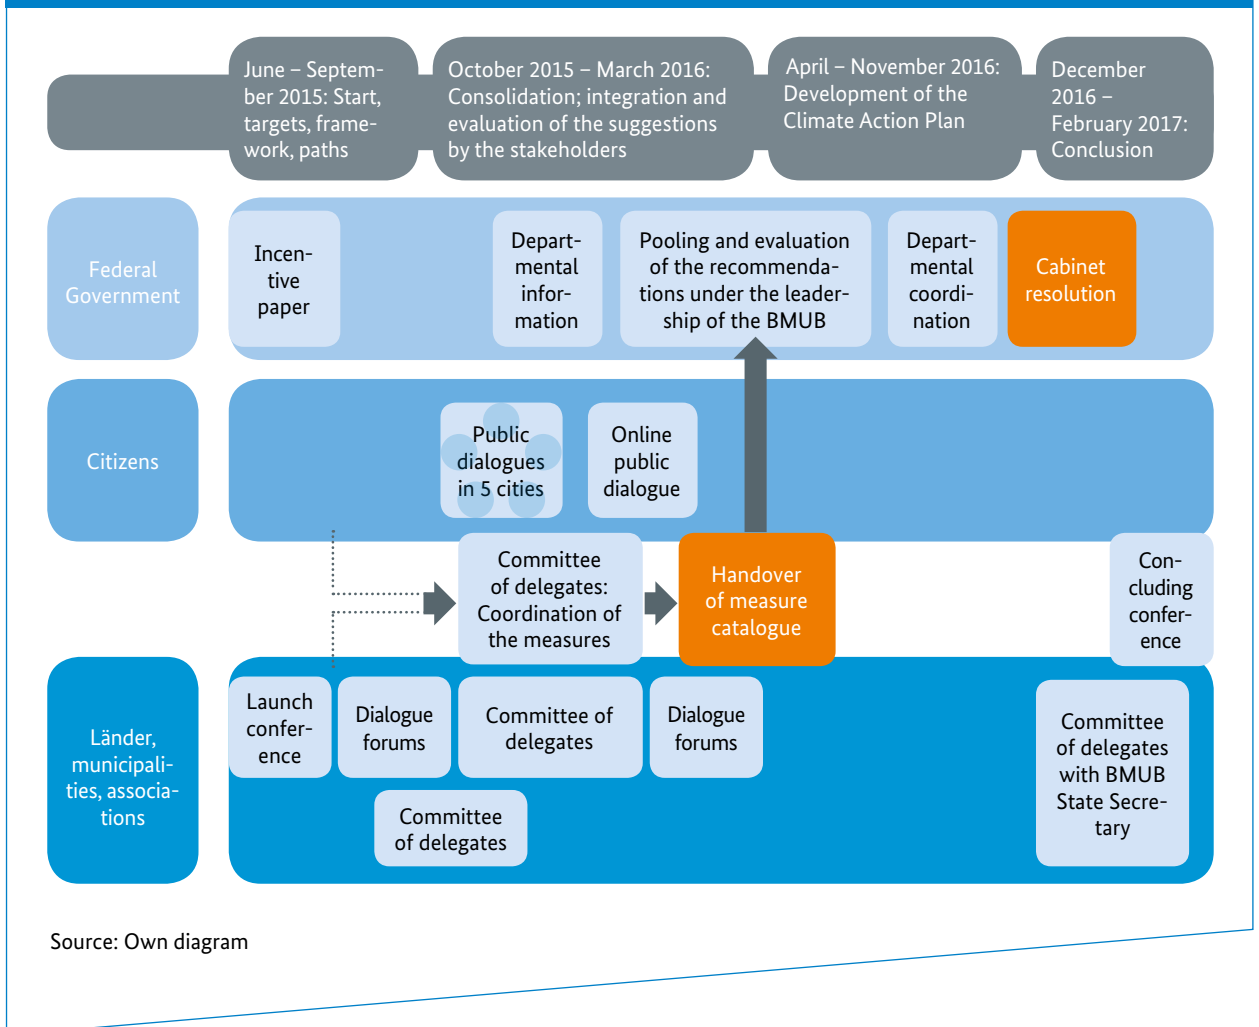 June – Septem-
ber 2015: Start,
targets, frame-
work, paths
October 2015 – March 2016:
Consolidation; integration and
evaluation of the suggestions
by the stakeholders
April – November 2016:
Development of the
Climate Action Plan
December
2016 –
February 2017:
Conclusion
Federal
Government
Incen-
tive
paper
Depart-
mental
infor-
mation
Pooling and evaluation
of the recommenda-
tions under the leader-
ship of the BMUB
Depart-
mental
coordi-
nation
Cabinet
resolution
Citizens
Public
dialogues
in 5 cities
Online
public
dialogue
Committee
of delegates:
Coordination of
the measures
Handover
of measure
catalogue
Con-
cluding
confer-
ence
Länder,
municipali-
ties, associa-
tions
Launch
confer-
ence
Dialogue
forums
Committee of
delegates
Dialogue
forums
Committee
of delegates
Committee
of delegates
with BMUB
State Secre-
tary
Source: Own diagram